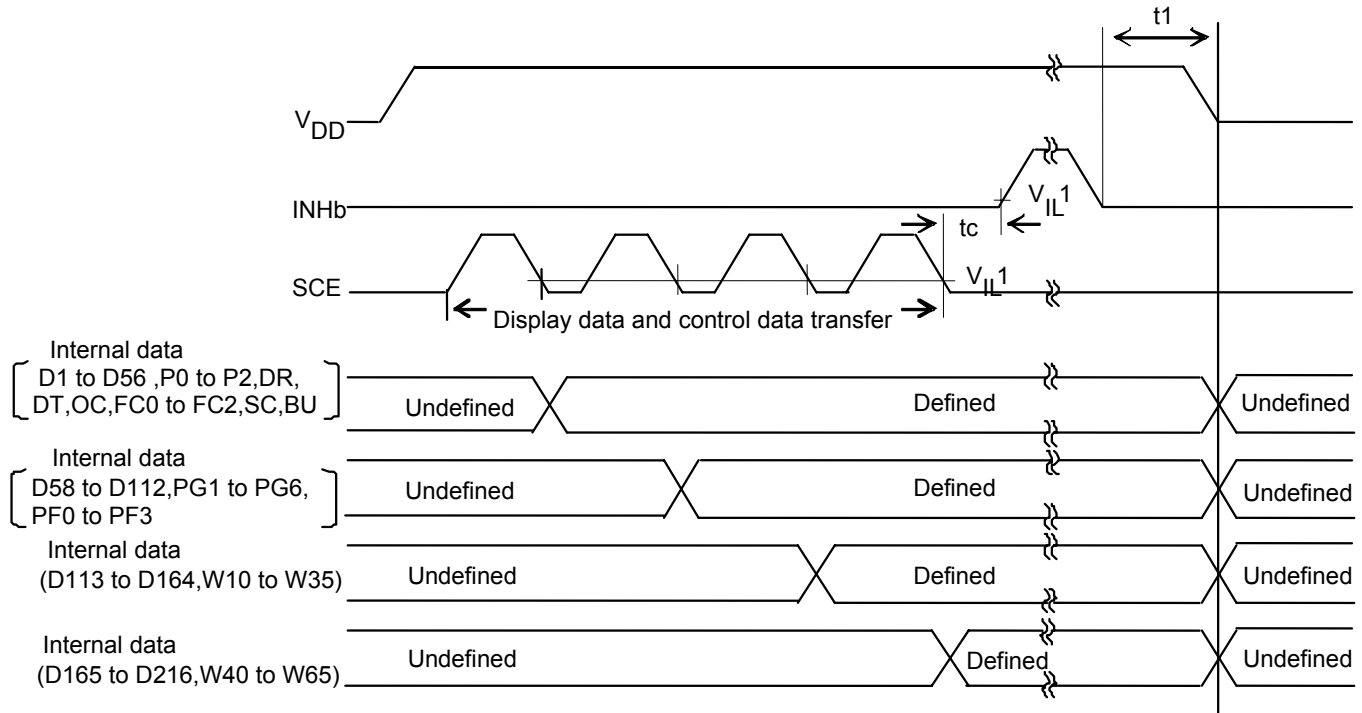 t1
VDD
INHb
VIL1
tc
SCE
VIL1
Display data and control data transfer
Internal data
D1 to D56 ,P0 to P2,DR,
DT,OC,FC0 to FC2,SC,BU
Undefined
Defined
Undefined
Internal data
D58 to D112,PG1 to PG6,
PF0 to PF3
Undefined
Defined
Undefined
Internal data
(D113 to D164,W10 to W35)
Undefined
Defined
Undefined
Internal data
(D165 to D216,W40 to W65)
Undefined
Defined
Undefined